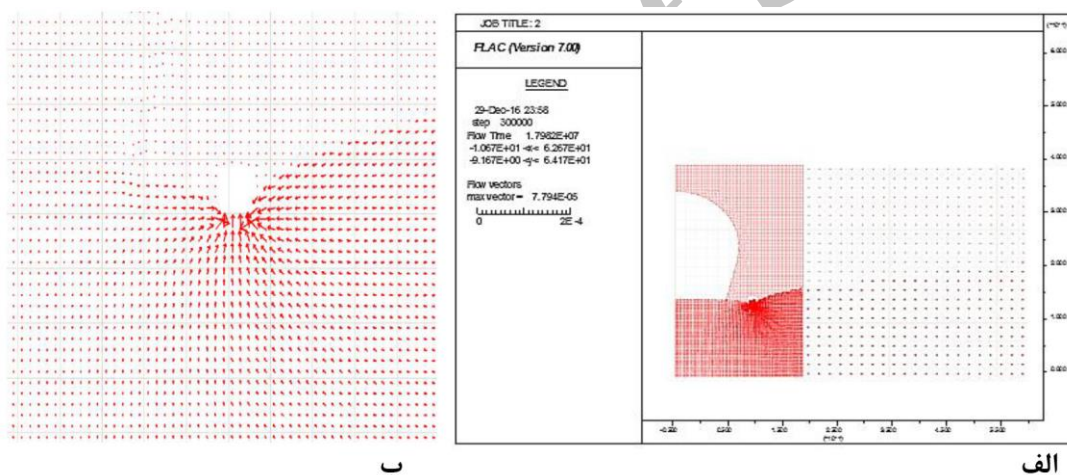 JOB TITLE : 2
FLAC (Version 7.00)
LEGEND
29-Dec-16 23:58
step 300000
Flow Time 1.7982E+07
-1.067E+01 <x< 6.267E+01
-9.167E+00 <y< 6.417E+01
Flow vectors
max vector = 7.794E-05
0 2E -4
ب
الف